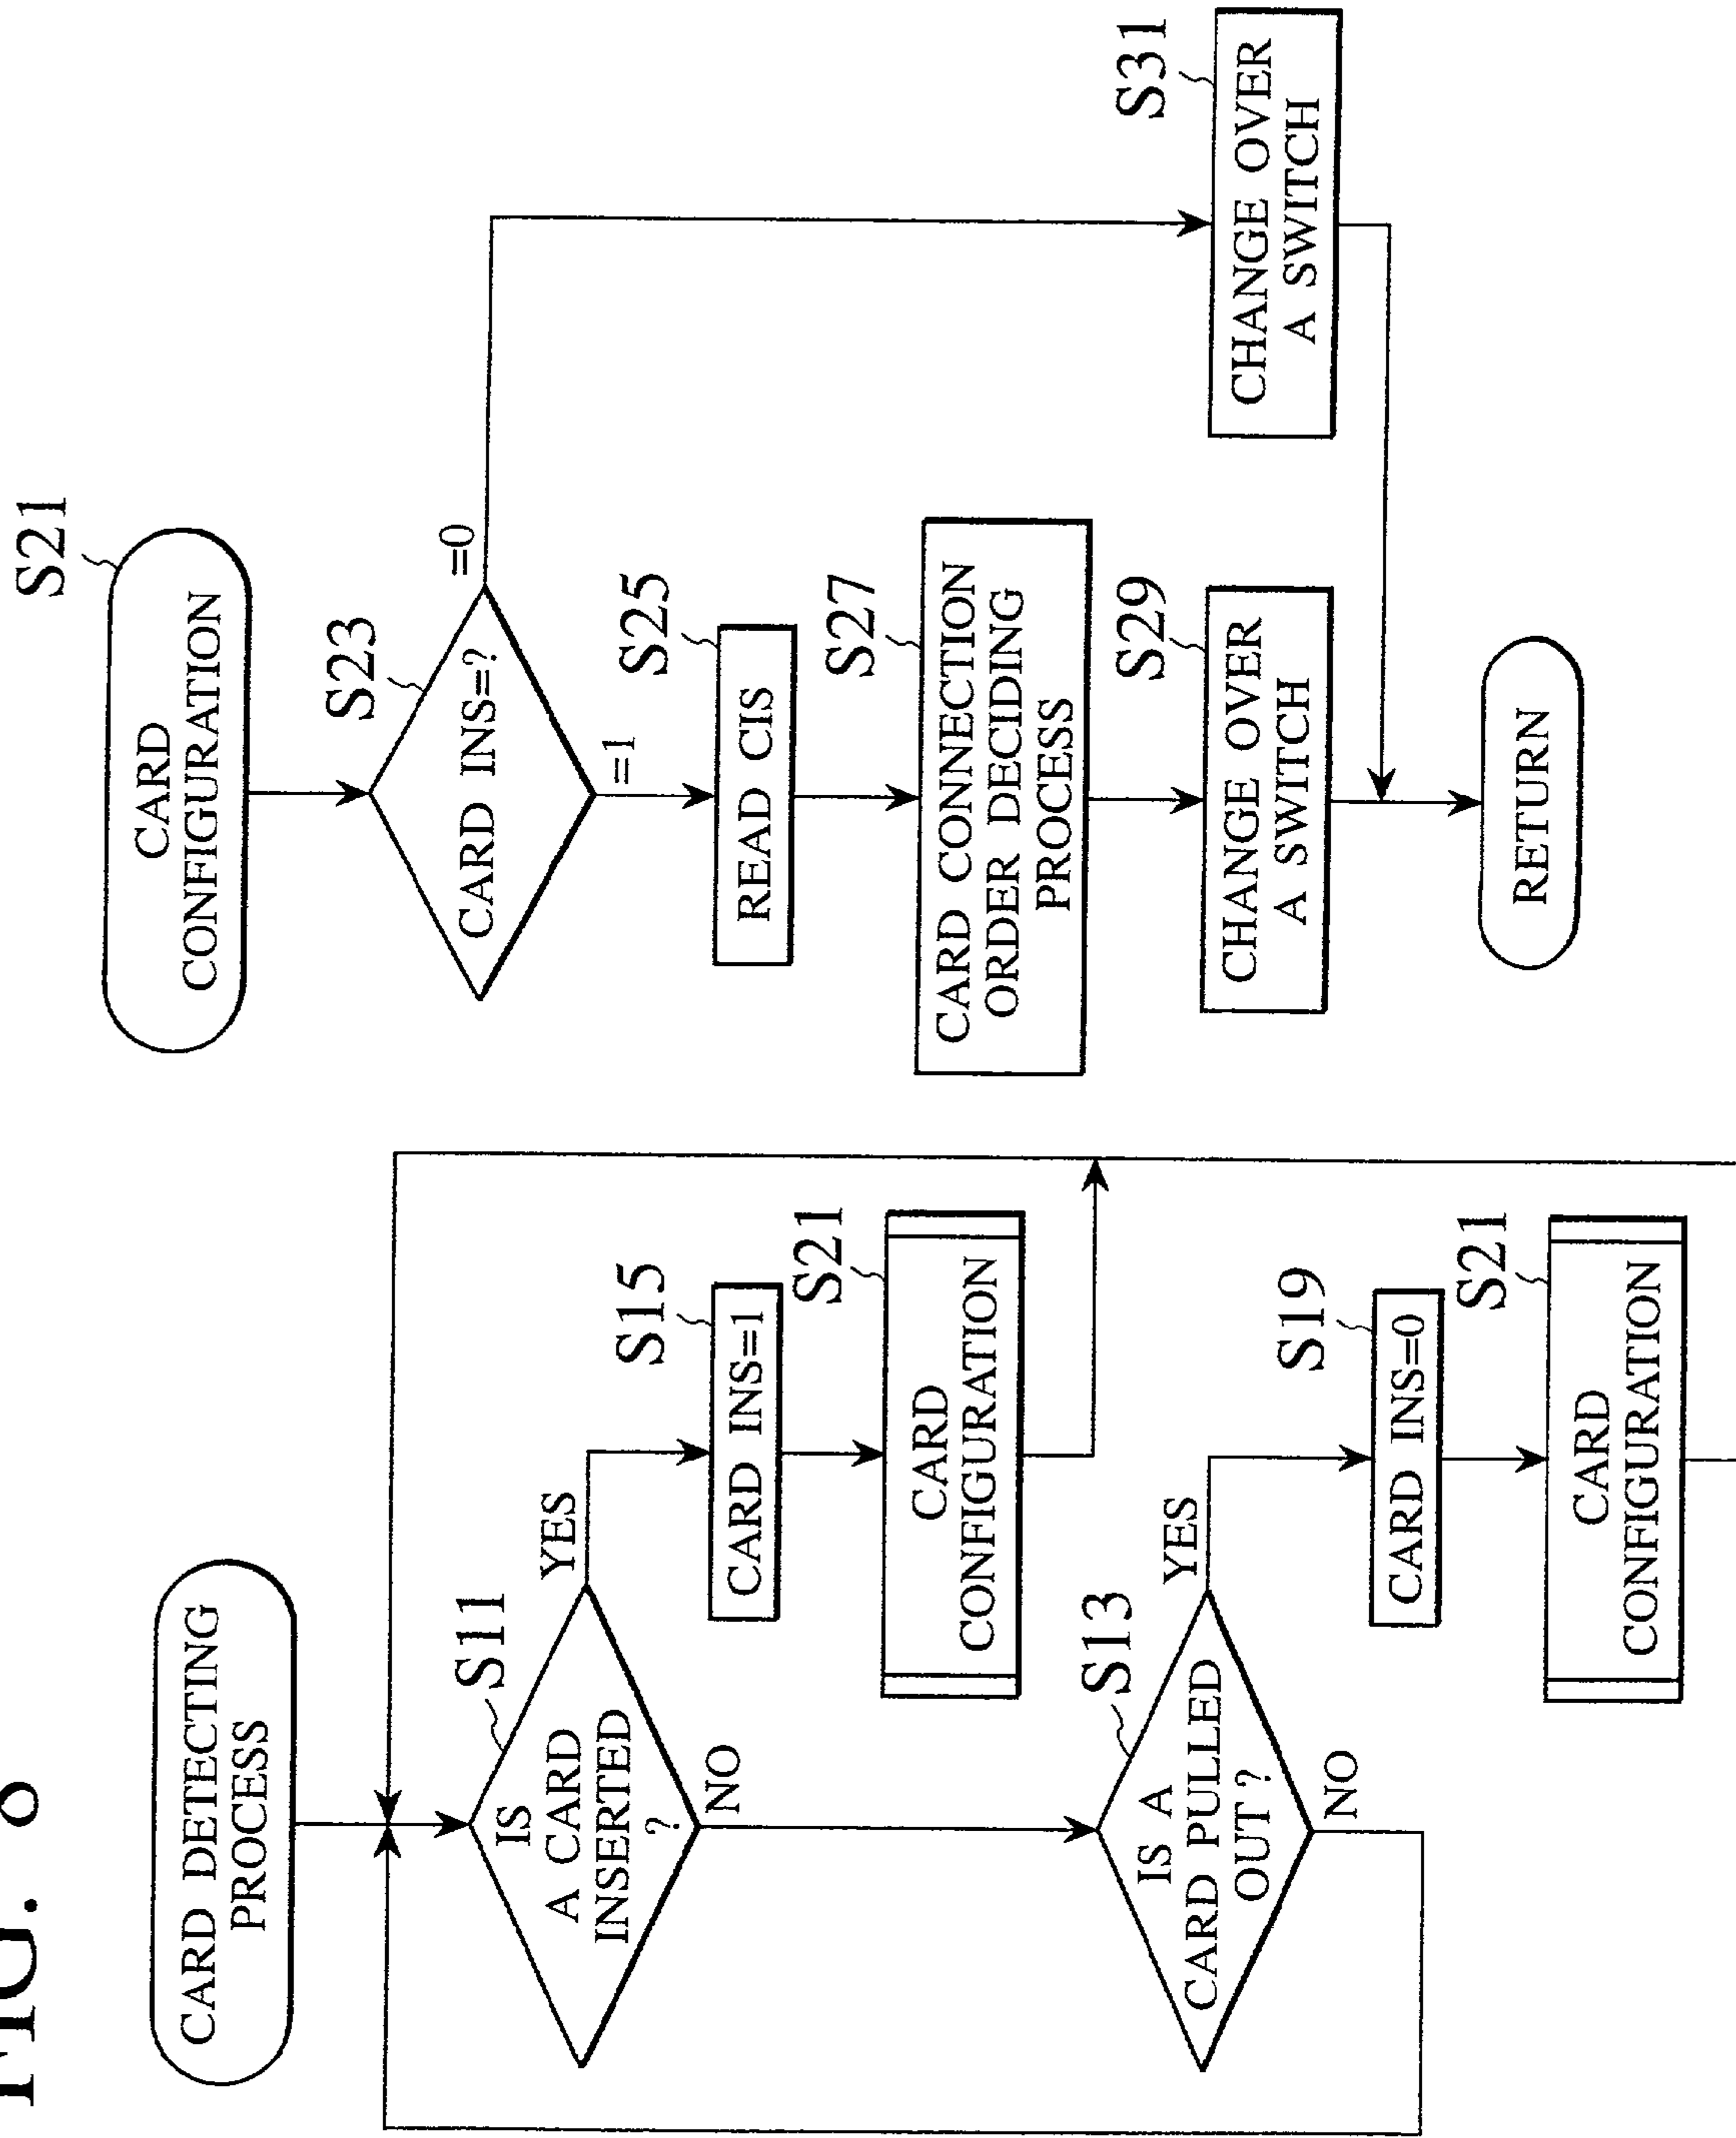 FIG. 8
CARD DETECTING
PROCESS
S11
IS
A CARD
INSERTED
?
YES
NO
S15
CARD INS=1
S21
CARD
CONFIGURATION
S13
IS A
CARD PULLED
OUT?
YES
NO
S19
CARD INS=0
S21
CARD
CONFIGURATION
S21
CARD
CONFIGURATION
S23
CARD INS=?
=0
=1
S25
READ CIS
S27
CARD CONNECTION
ORDER DECIDING
PROCESS
S29
CHANGE OVER
A SWITCH
S31
CHANGE OVER
A SWITCH
RETURN